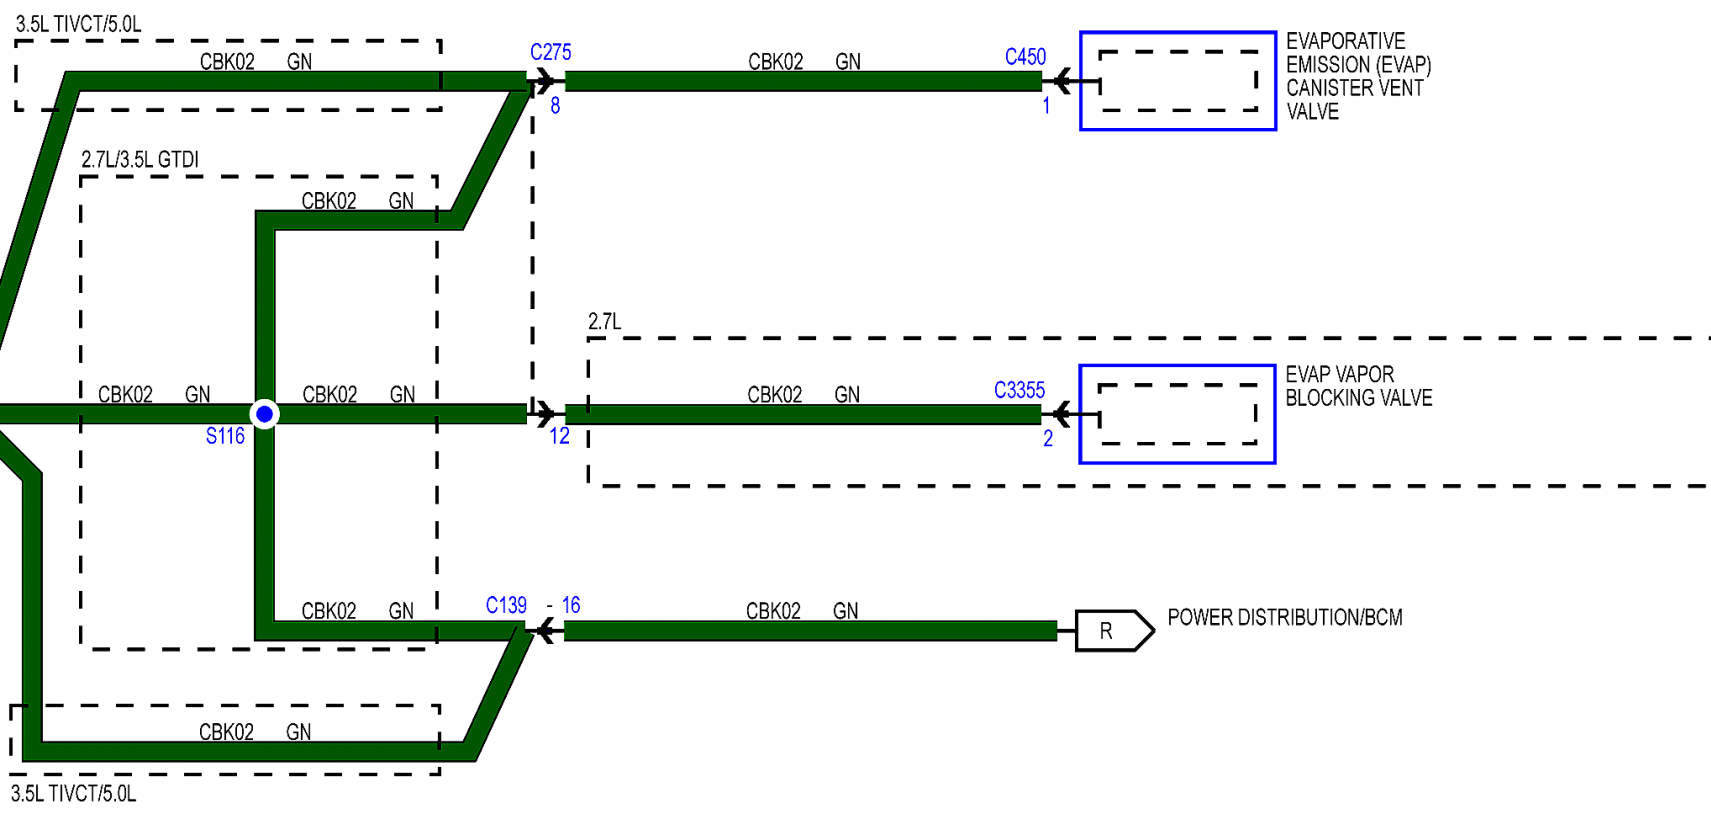 3.5L TIVCT/5.0L
CBK02 GN
C275
8
CBK02 GN
C450
1
EVAPORATIVE
EMISSION (EVAP)
CANISTER VENT
VALVE
2.7L/3.5L GTDI
CBK02 GN
2.7L
CBK02 GN
S116
CBK02 GN
12
CBK02 GN
C3355
2
EVAP VAPOR
BLOCKING VALVE
CBK02 GN
C139 - 16
CBK02 GN
R
POWER DISTRIBUTION/BCM
CBK02 GN
3.5L TIVCT/5.0L